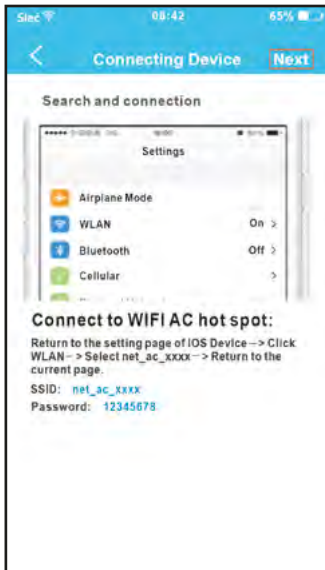 08:42 65%
Connecting Device Next
Search and connection
Settings
Airplane Mode
WLAN On
Bluetooth Off
Cellular
Connect to WIFI AC hot spot:
Return to the setting page of IOS Device—> Click
WLAN– > Select net_ac_xxxx—> Return to the
current page.
SSID: net_ac_xxxx
Password: 12345678